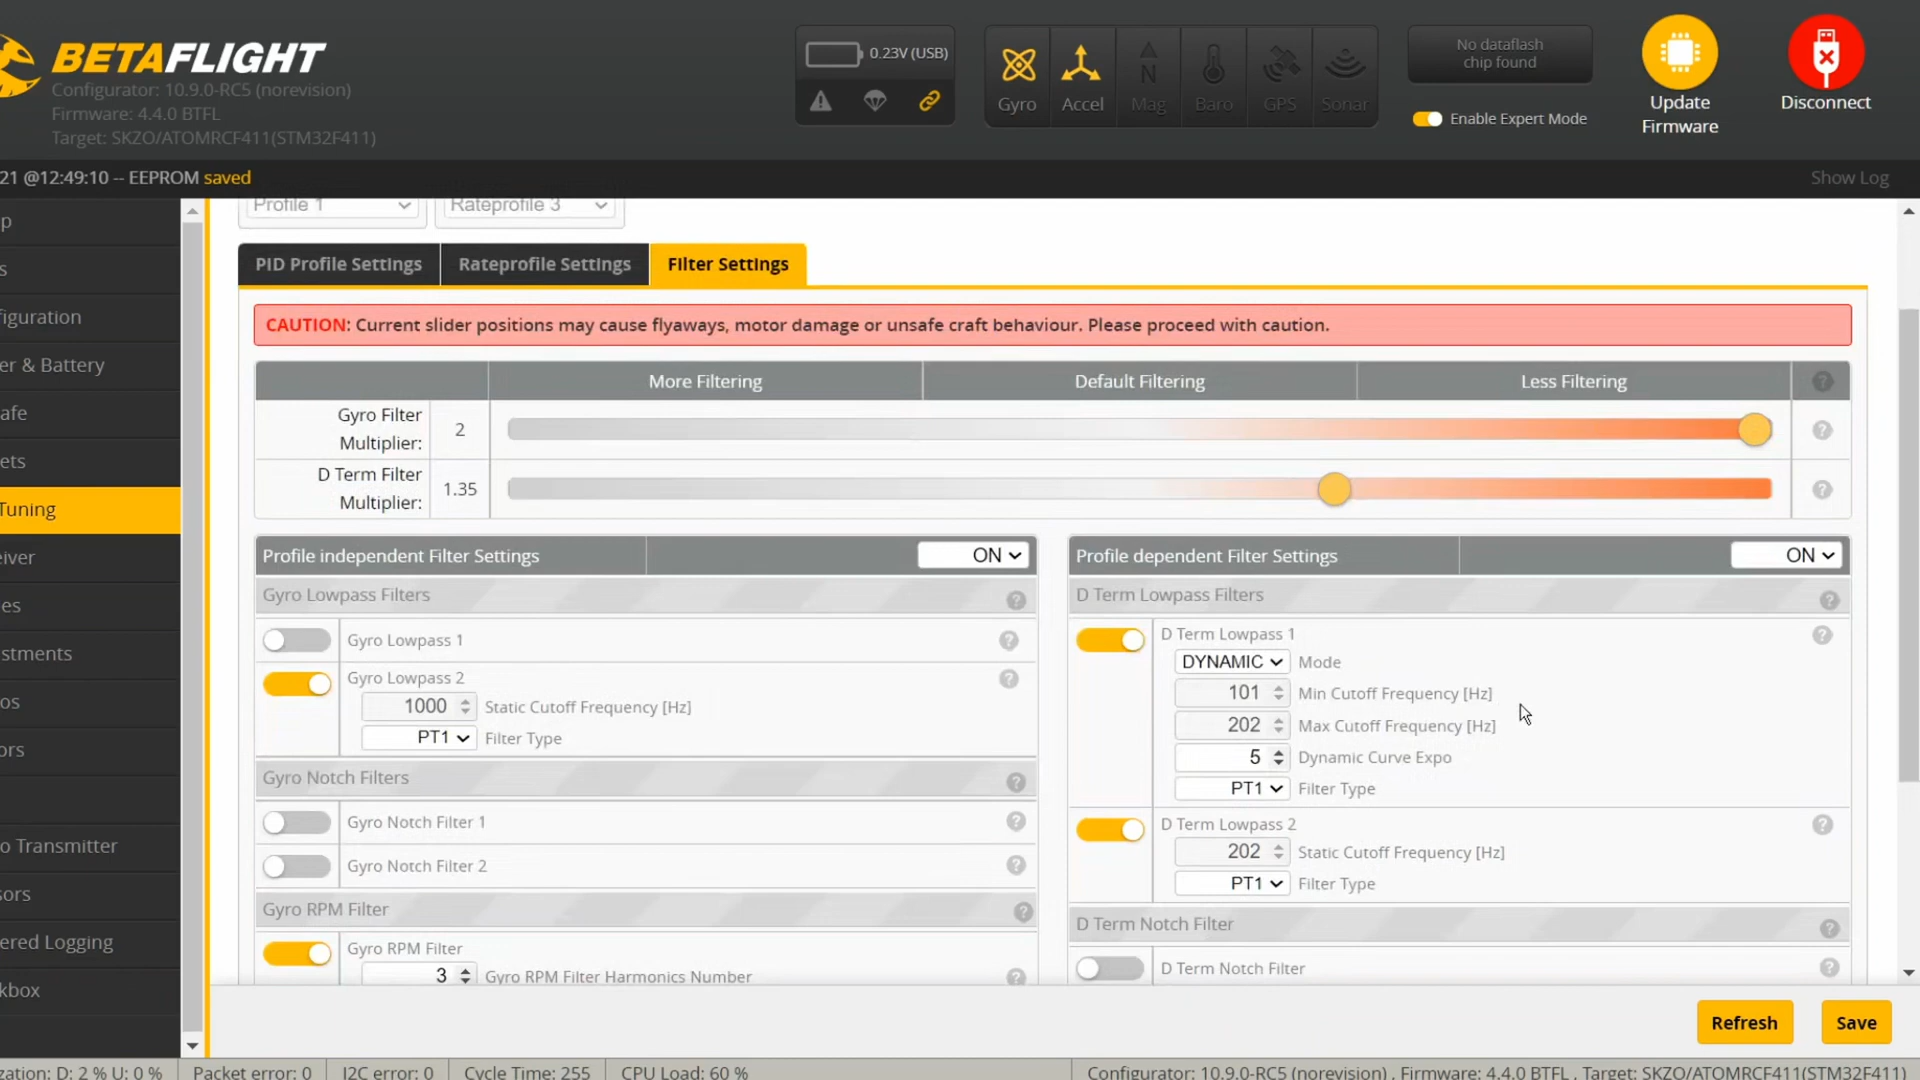 BETAFLIGHT
Configurator: 10.9.0-RC5 (norevision)
Firmware: 4.4.0 BTFL
Target: SKZO/ATOMRCF411(STM32F411)
0.23V (USB)
Gyro
Accel
Mag
Baro
GPS
Sonar
No dataflash
chip found
Enable Expert Mode
Update
Firmware
Disconnect
21 @12:49:10 -- EEPROM saved
Show Log
p
s
iguration
er & Battery
afe
ets
Tuning
eiver
es
stments
os
ors
o Transmitter
sors
ered Logging
kbox
Profile 1
Rateprofile 3
PID Profile Settings
Rateprofile Settings
Filter Settings
CAUTION: Current slider positions may cause flyaways, motor damage or unsafe craft behaviour. Please proceed with caution.
More Filtering
Default Filtering
Less Filtering
?
Gyro Filter
Multiplier:
2
?
D Term Filter
Multiplier:
1.35
?
Profile independent Filter Settings
ON
Gyro Lowpass Filters
?
Gyro Lowpass 1
?
Gyro Lowpass 2
?
1000 Static Cutoff Frequency [Hz]
PT1 Filter Type
Gyro Notch Filters
?
Gyro Notch Filter 1
?
Gyro Notch Filter 2
?
Gyro RPM Filter
?
Gyro RPM Filter
3 Gyro RPM Filter Harmonics Number
?
Profile dependent Filter Settings
ON
D Term Lowpass Filters
?
D Term Lowpass 1
?
DYNAMIC Mode
101 Min Cutoff Frequency [Hz]
202 Max Cutoff Frequency [Hz]
5 Dynamic Curve Expo
PT1 Filter Type
D Term Lowpass 2
?
202 Static Cutoff Frequency [Hz]
PT1 Filter Type
D Term Notch Filter
?
D Term Notch Filter
?
Refresh
Save
zation: D: 2 % U: 0 %
Packet error: 0
I2C error: 0
Cycle Time: 255
CPU Load: 60 %
Configurator: 10.9.0-RC5 (norevision) , Firmware: 4.4.0 BTFL , Target: SKZO/ATOMRCF411(STM32F411)